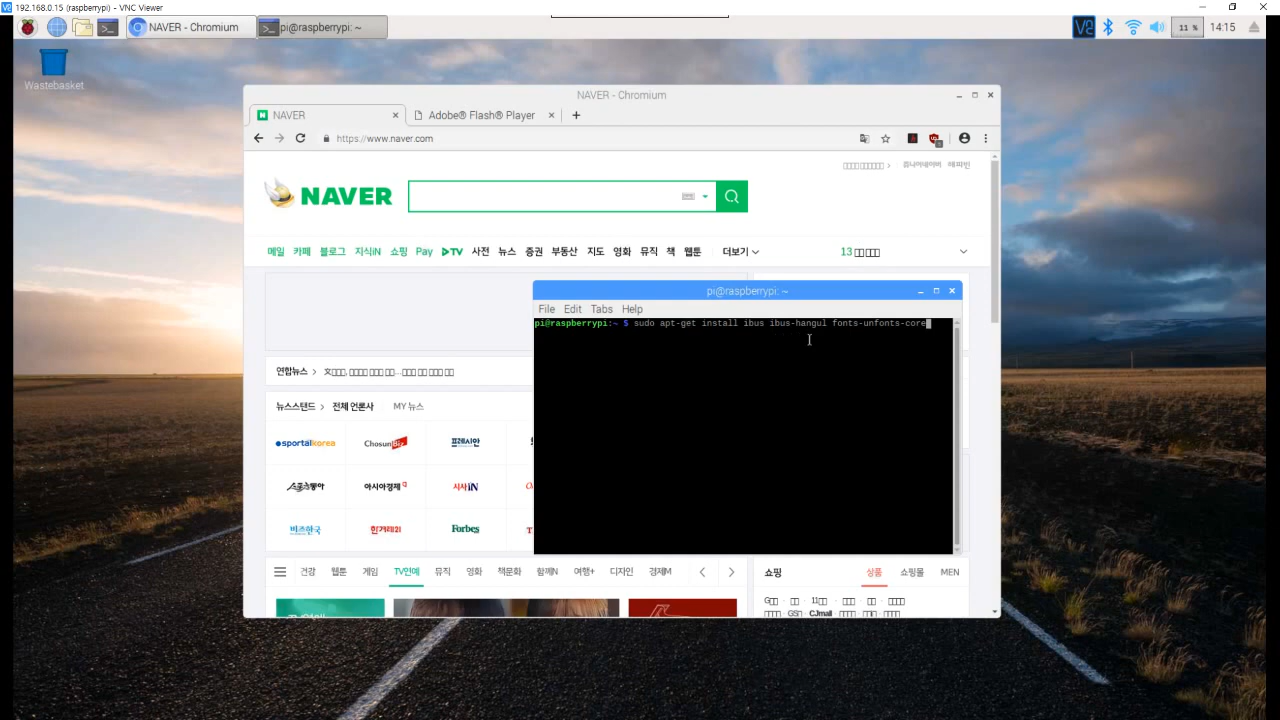 192.168.0.15 (raspberrypi) - VNC Viewer
NAVER - Chromium
pi@raspberrypi: ~
11 %
14:15
Wastebasket
NAVER - Chromium
NAVER
Adobe® Flash® Player
https://www.naver.com
NAVER
메일 카페 블로그 지식iN 쇼핑 Pay TV 사전 뉴스 증권 부동산 지도 영화 뮤직 책 웹툰 더보기
13
pi@raspberrypi: ~
File Edit Tabs Help
pi@raspberrypi:~ $ sudo apt-get install ibus ibus-hangul fonts-unfonts-core
연합뉴스 >
뉴스스탠드 > 전체 언론사 MY 뉴스
sportalkorea ChosunBiz 프레시안
스포츠동아 아시아경제 시사IN
비즈한국 한겨레21 Forbes
건강 웹툰 게임 TV연예 뮤직 영화 책문화 함께N 여행+ 디자인 경제M
쇼핑 상품 쇼핑몰 MEN
CJmall